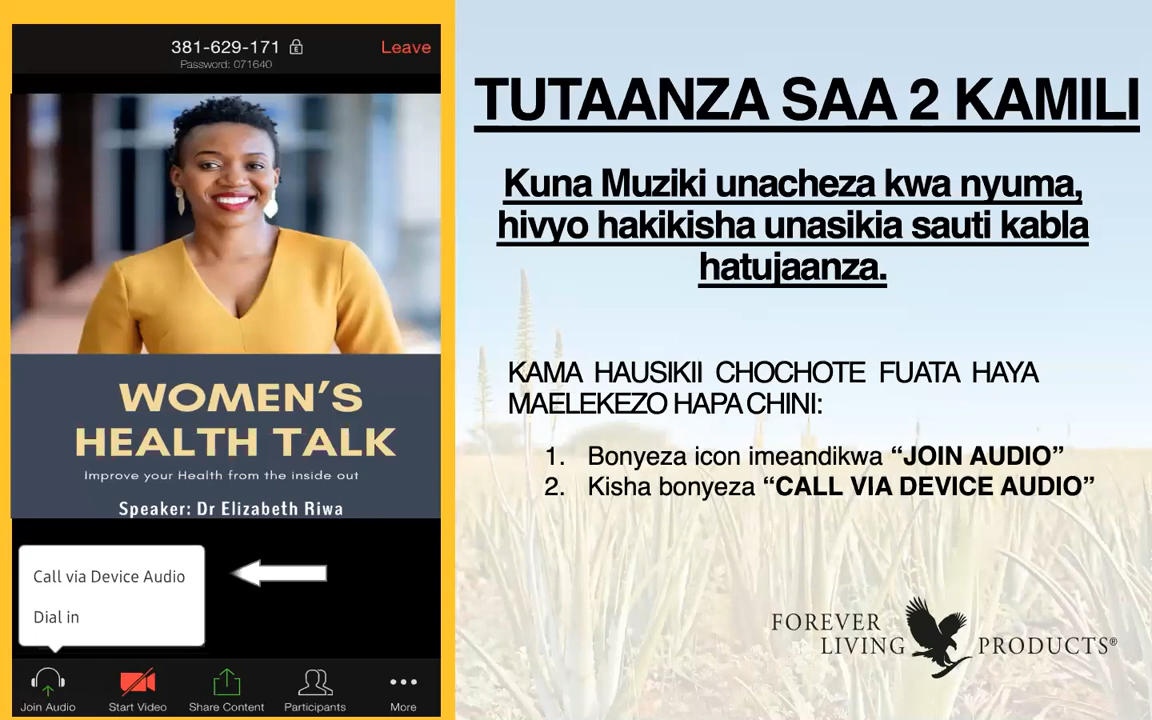 381-629-171
Leave
Password: 071640
WOMEN'S
HEALTH TALK
Improve your Health from the inside out
Speaker: Dr Elizabeth Riwa
Call via Device Audio
Dial in
Join Audio
Start Video
Share Content
Participants
More
TUTAANZA SAA 2 KAMILI
Kuna Muziki unacheza kwa nyuma,
hivyo hakikisha unasikia sauti kabla
hatujaanza.
KAMA HAUSIKII CHOCHOTE FUATA HAYA
MAELEKEZO HAPA CHINI:
1. Bonyeza icon imeandikwa “JOIN AUDIO”
2. Kisha bonyeza “CALL VIA DEVICE AUDIO”
FOREVER
LIVING PRODUCTS®